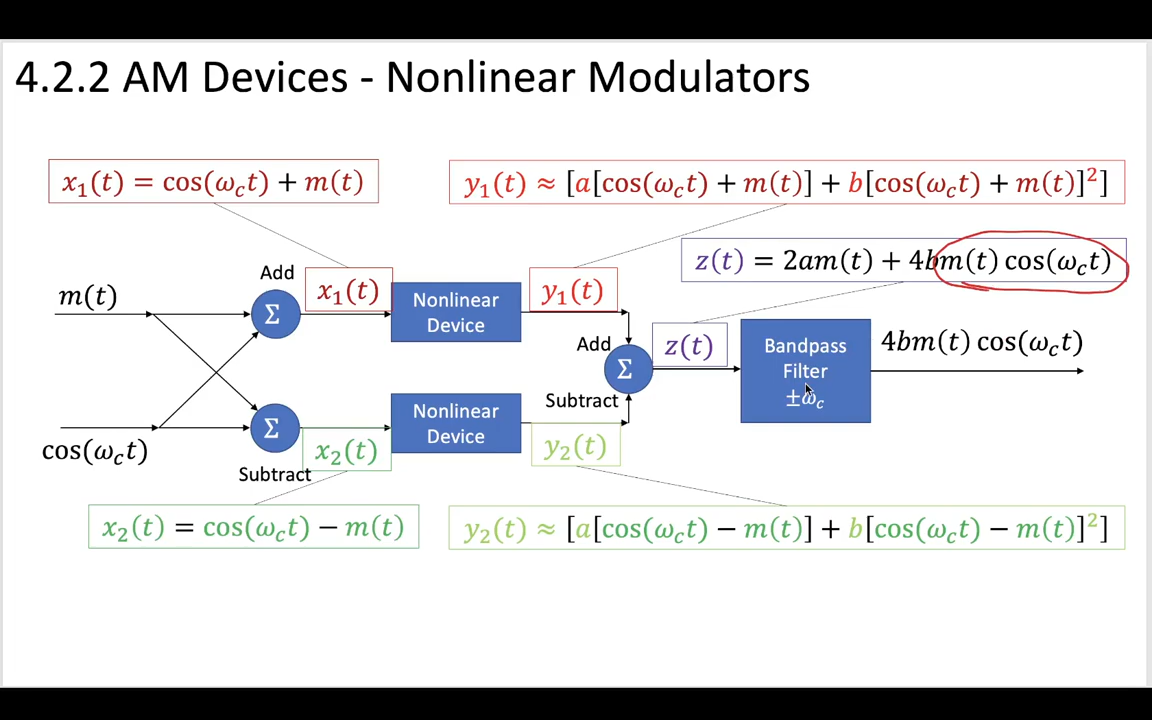 4.2.2 AM Devices - Nonlinear Modulators
x₁(t) = cos(ω_c t) + m(t)
y₁(t) ≈ [a[cos(ω_c t) + m(t)] + b[cos(ω_c t) + m(t)]²]
z(t) = 2am(t) + 4bm(t) cos(ω_c t)
Add
m(t)
Σ
x₁(t)
Nonlinear
Device
y₁(t)
Add
Σ
Subtract
z(t)
Bandpass
Filter
±ω_c
4bm(t) cos(ω_c t)
cos(ω_c t)
Σ
Subtract
x₂(t)
Nonlinear
Device
y₂(t)
x₂(t) = cos(ω_c t) − m(t)
y₂(t) ≈ [a[cos(ω_c t) − m(t)] + b[cos(ω_c t) − m(t)]²]